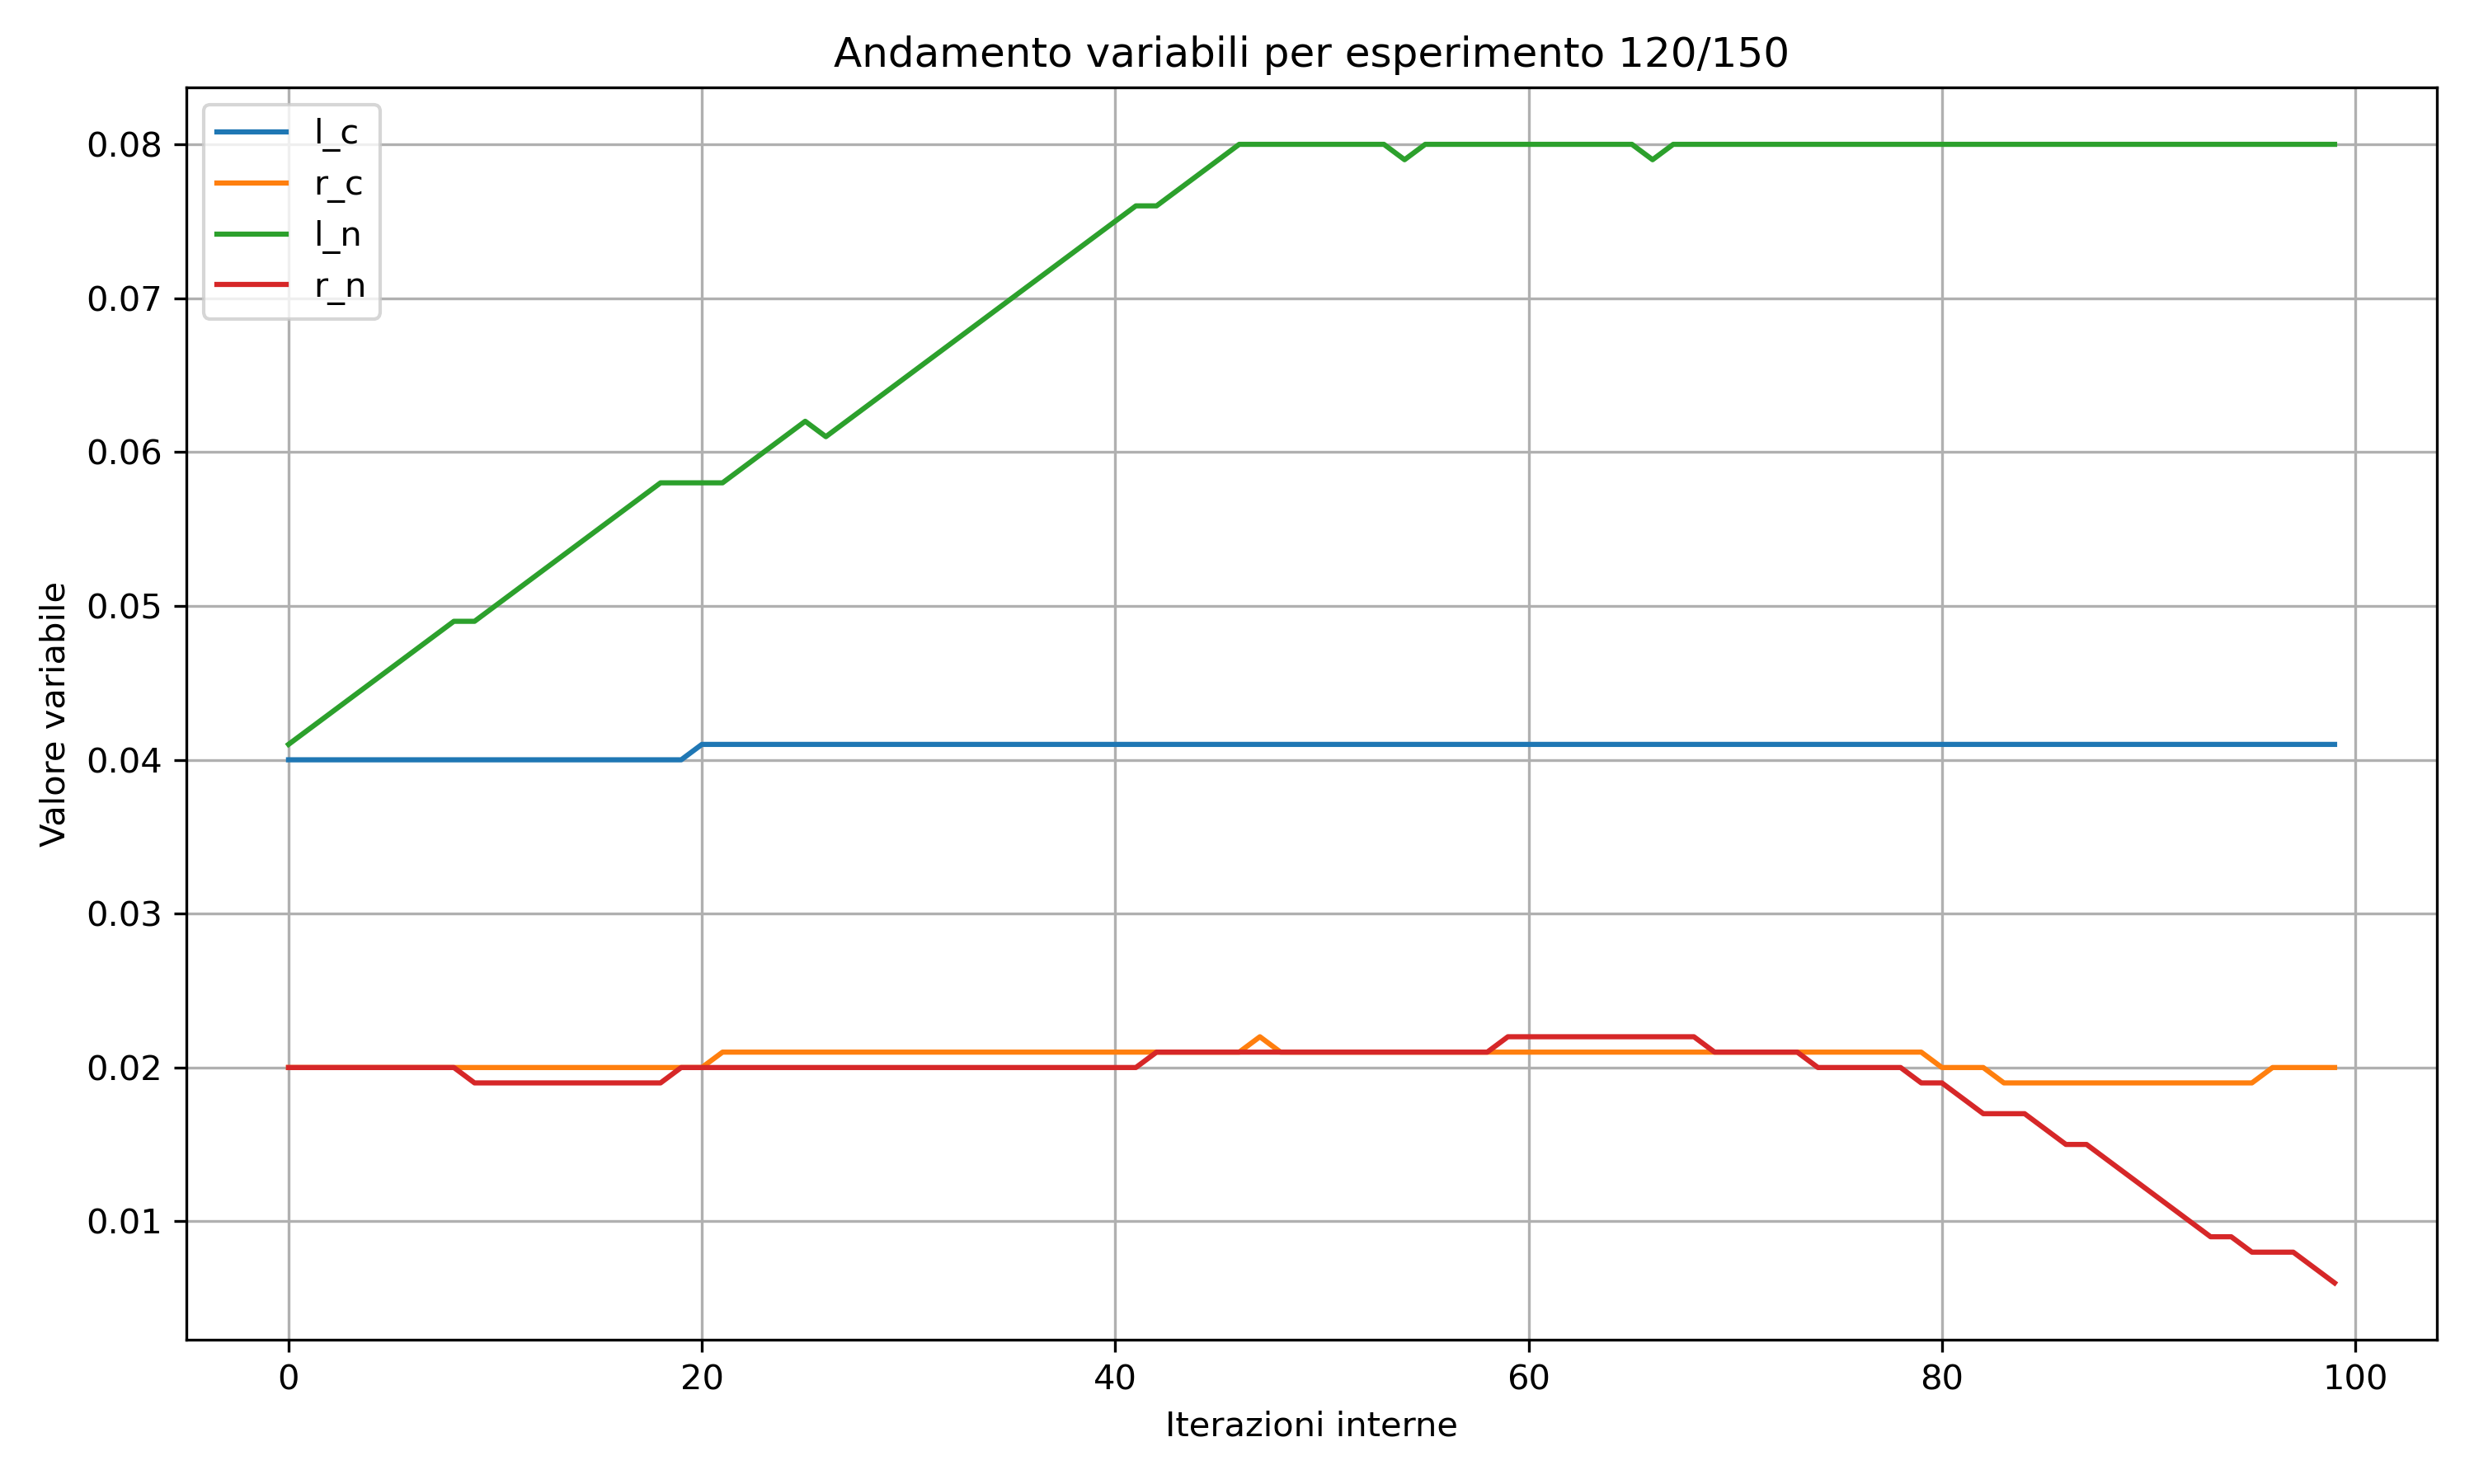 Andamento variabili per esperimento 120/150
l_c
r_c
l_n
r_n
0.08
0.07
0.06
0.05
0.04
0.03
0.02
0.01
Valore variabile
0 20 40 60 80 100
Iterazioni interne